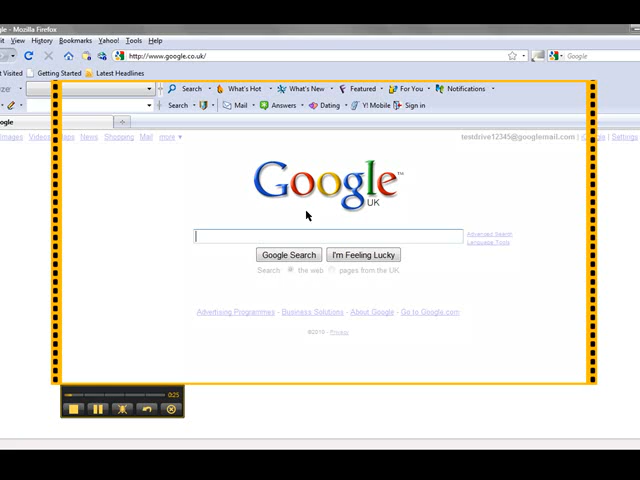 gle - Mozilla Firefox
it View History Bookmarks Yahoo! Tools Help
http://www.google.co.uk/ Google
t Visited Getting Started Latest Headlines
Search What's Hot What's New Featured For You Notifications
Search Mail Answers Dating Y! Mobile Sign in
ogle
Images Videos Maps News Shopping Mail more testdrive12345@googlemail.com | | Settings
Google™
UK
Advanced Search
Language Tools
Google Search I'm Feeling Lucky
Search: the web pages from the UK
Advertising Programmes - Business Solutions - About Google - Go to Google.com
©2010 - Privacy
0:25